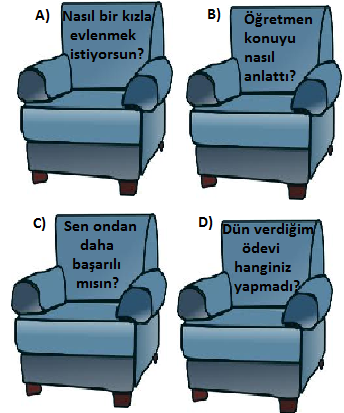 A) Nasıl bir kızla
evlenmek
istiyorsun?
B) Öğretmen
konuyu
nasıl
anlattı?
C) Sen ondan
daha
başarılı
mısın?
D) Dün verdiğim
ödevi
hanginiz
yapmadı?